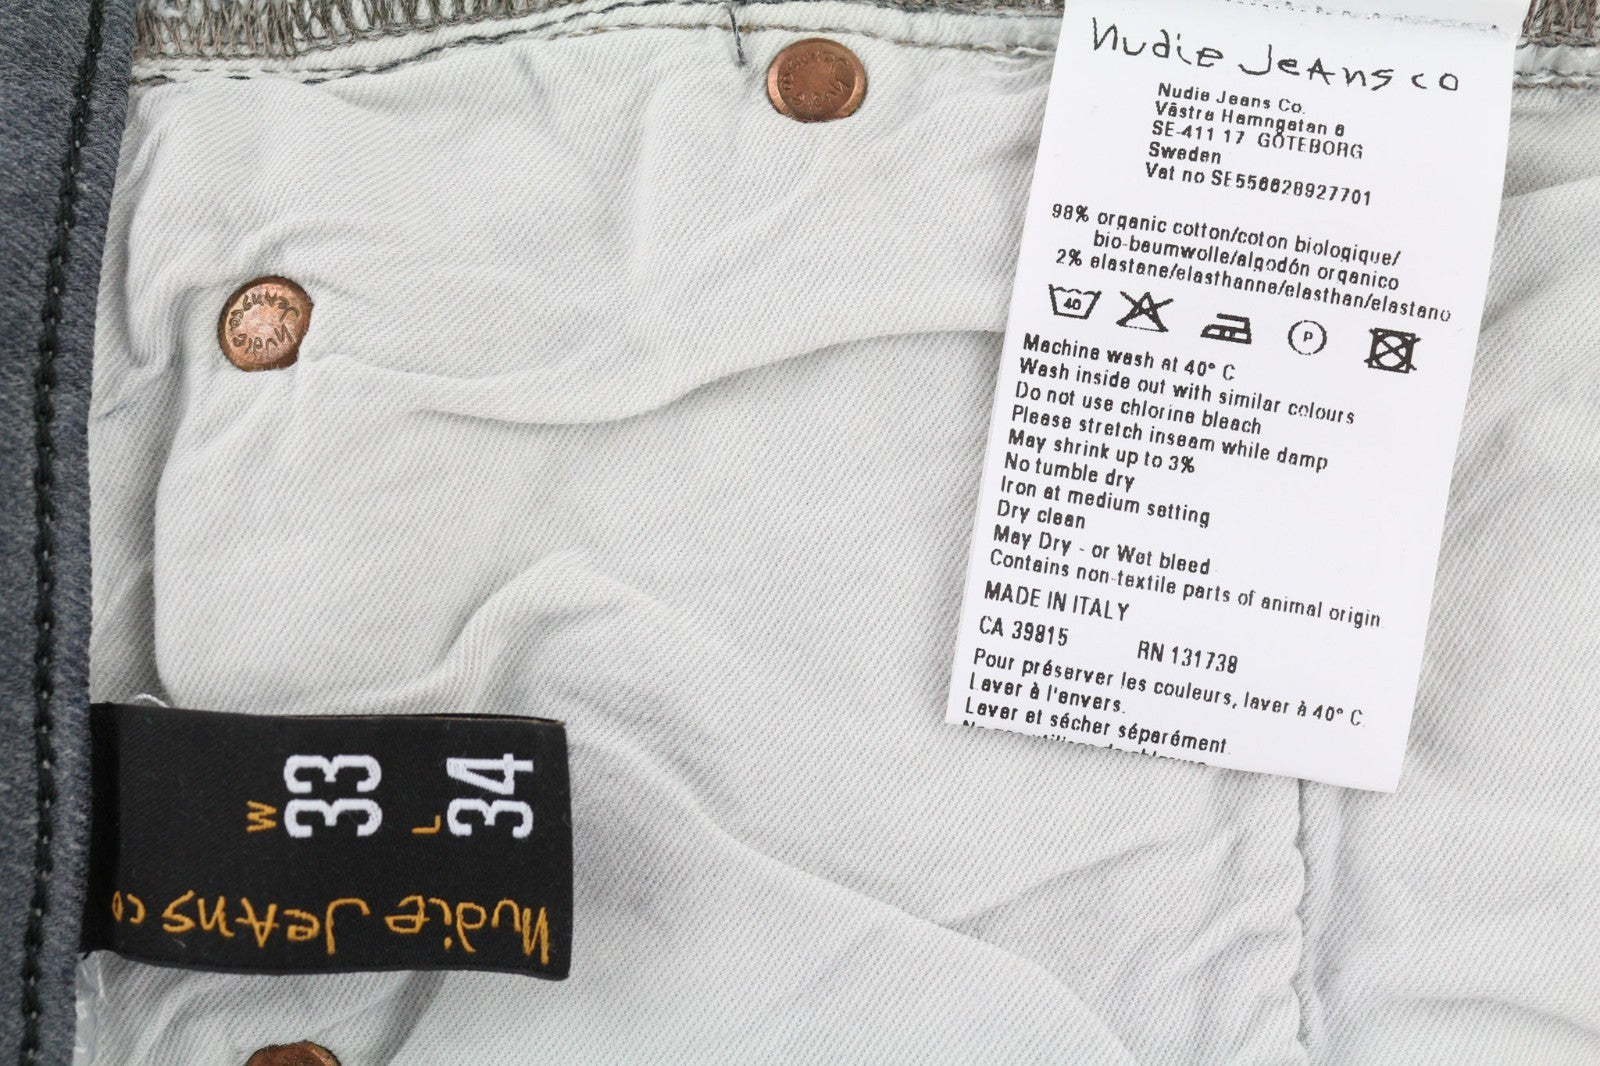 Nudie Jeans co
Nudie Jeans Co.
Västra Hamngatan 6
SE-411 17 GÖTEBORG
Sweden
Vat no SE556628927701
98% organic cotton/coton biologique/
bio-baumwolle/algodón organico
2% elastane/elasthanne/elasthan/elastano
40
P
Machine wash at 40° C
Wash inside out with similar colours
Do not use chlorine bleach
Please stretch inseam while damp
May shrink up to 3%
No tumble dry
Iron at medium setting
Dry clean
May Dry - or Wet bleed
Contains non-textile parts of animal origin
MADE IN ITALY
CA 39815 RN 131738
Pour préserver les couleurs, laver à 40° C.
Laver à l'envers.
Laver et sécher séparément.
W
33
L
34
Nudie Jeans co
Nudie
Jeans co